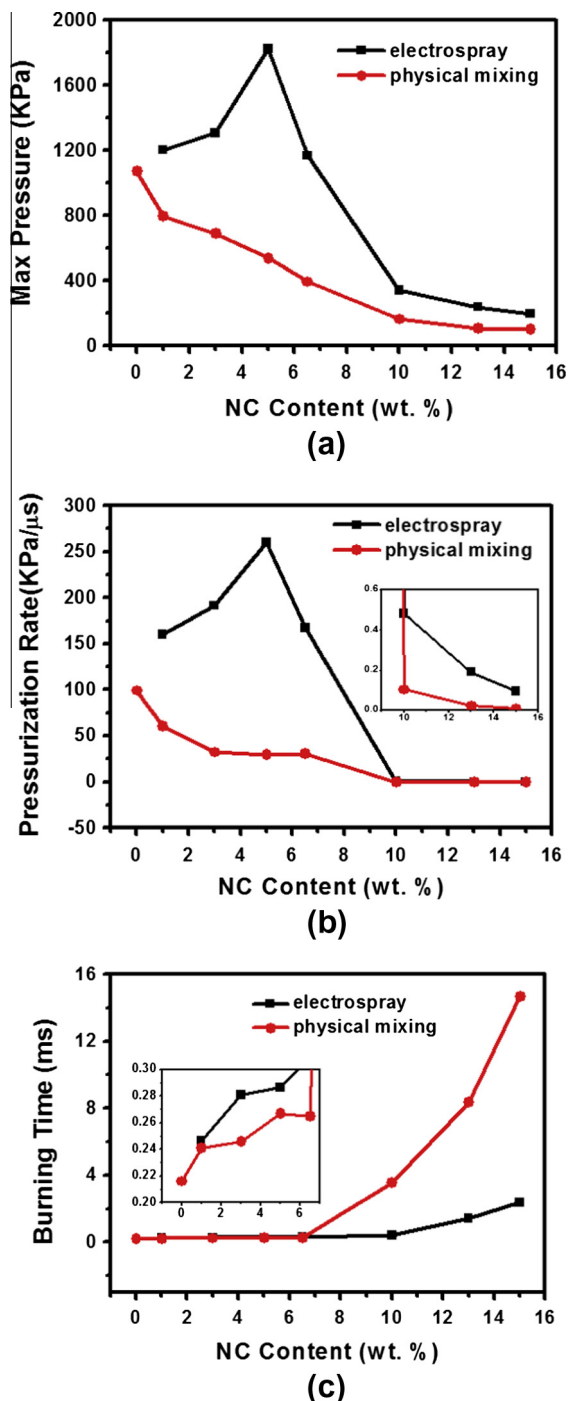 2000
1600
1200
800
400
0
Max Pressure (KPa)
electrospray
physical mixing
0 2 4 6 8 10 12 14 16
NC Content (wt. %)
(a)
300
250
200
150
100
50
0
-50
Pressurization Rate(KPa/μs)
electrospray
physical mixing
0.6
0.4
0.2
0.0
10 12 14 16
0 2 4 6 8 10 12 14 16
NC Content (wt. %)
(b)
16
12
8
4
0
Burning Time (ms)
electrospray
physical mixing
0.30
0.28
0.26
0.24
0.22
0.20
0 2 4 6
0 2 4 6 8 10 12 14 16
NC Content (wt. %)
(c)